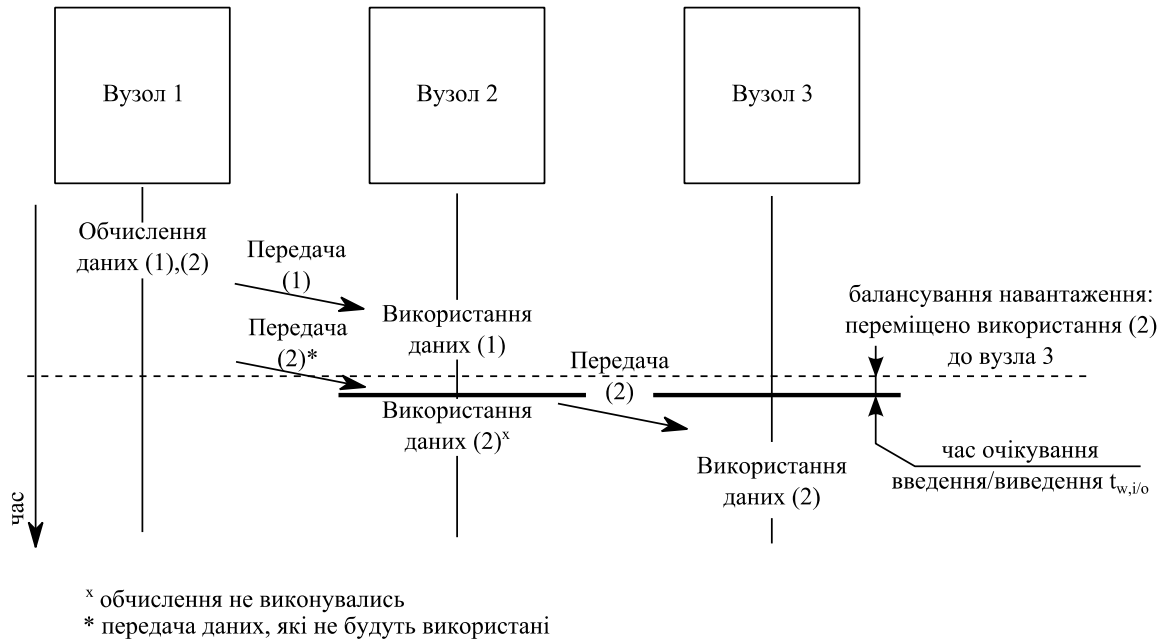 Вузол 1
Вузол 2
Вузол 3
Обчислення
даних (1),(2)
Передача
(1)
Використання
даних (1)
Передача
(2)*
Передача
(2)
балансування навантаження:
переміщено використання (2)
до вузла 3
Використання
даних (2)ˣ
Використання
даних (2)
час очікування
введення/виведення t_w,i/o
час
ˣ обчислення не виконувались
* передача даних, які не будуть використані